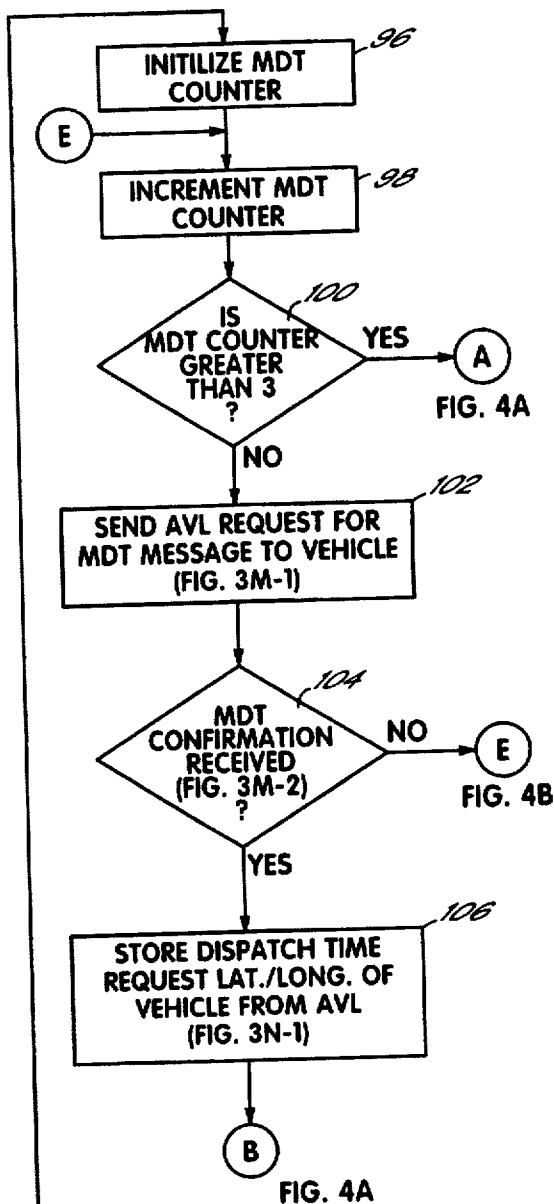 96
INITILIZE MDT
COUNTER
E
98
INCREMENT MDT
COUNTER
100
IS
MDT COUNTER
GREATER
THAN 3
?
YES
A
FIG. 4A
NO
102
SEND AVL REQUEST FOR
MDT MESSAGE TO VEHICLE
(FIG. 3M-1)
104
MDT
CONFIRMATION
RECEIVED
(FIG. 3M-2)
?
NO
E
FIG. 4B
YES
106
STORE DISPATCH TIME
REQUEST LAT./LONG. OF
VEHICLE FROM AVL
(FIG. 3N-1)
B
FIG. 4A